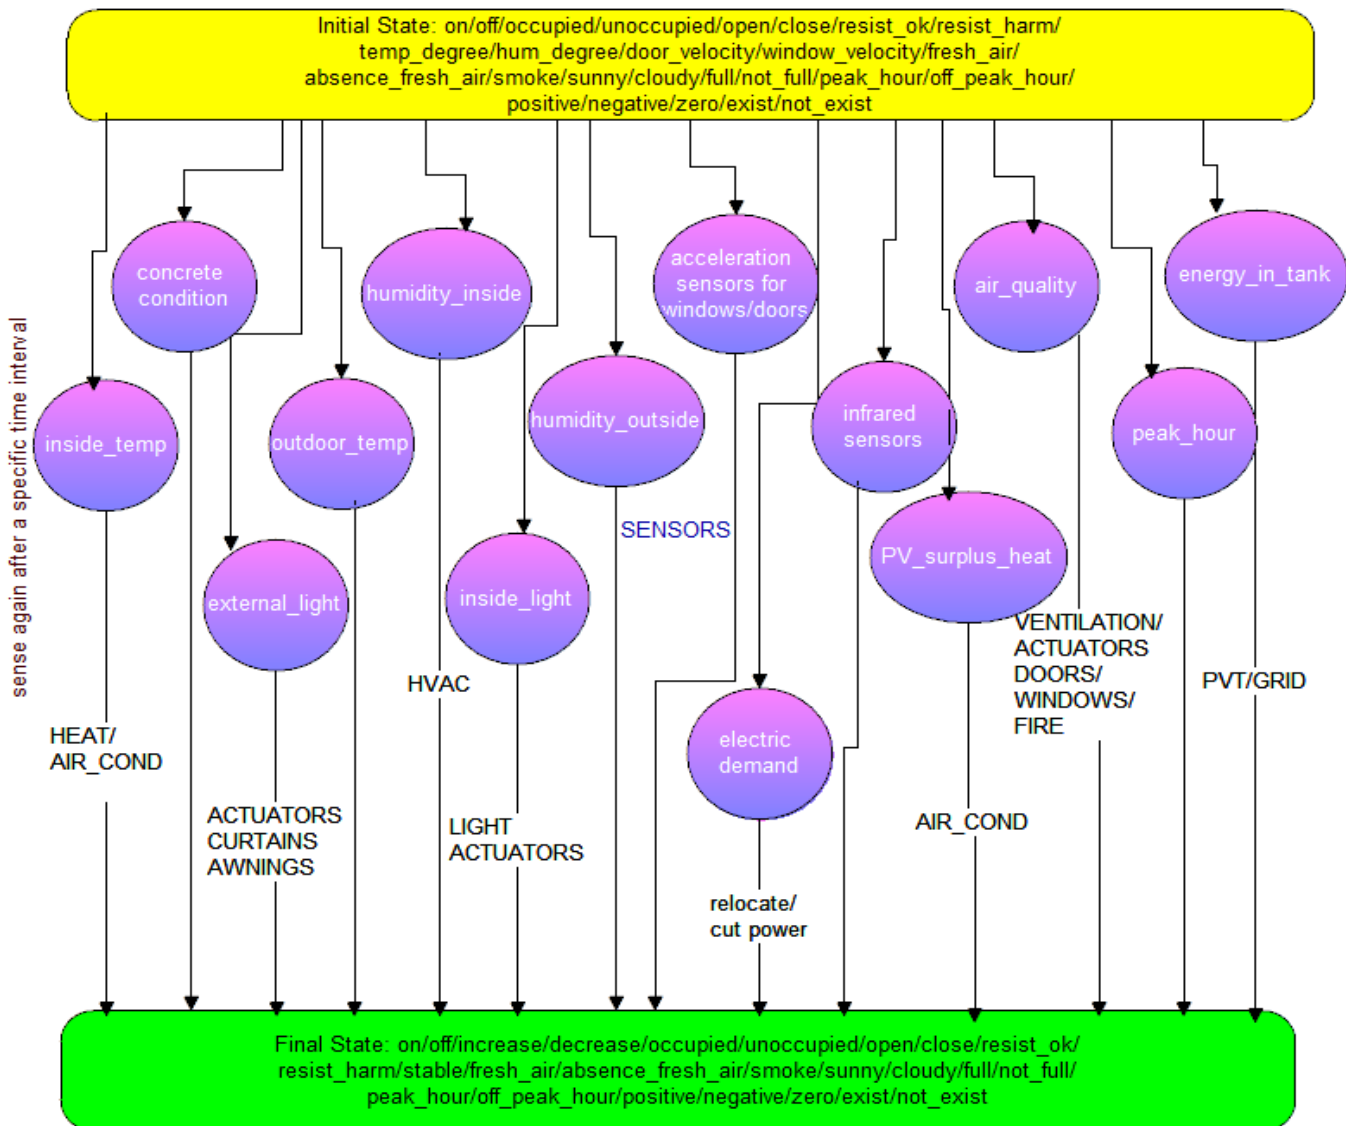 Initial State: on/off/occupied/unoccupied/open/close/resist_ok/resist_harm/
temp_degree/hum_degree/door_velocity/window_velocity/fresh_air/
absence_fresh_air/smoke/sunny/cloudy/full/not_full/peak_hour/off_peak_hour/
positive/negative/zero/exist/not_exist
concrete
condition
humidity_inside
acceleration
sensors for
windows/doors
air_quality
energy_in_tank
sense again after a specific time interval
inside_temp
outdoor_temp
humidity_outside
infrared
sensors
peak_hour
SENSORS
external_light
inside_light
PV_surplus_heat
HVAC
VENTILATION/
ACTUATORS
DOORS/
WINDOWS/
FIRE
PVT/GRID
HEAT/
AIR_COND
electric
demand
ACTUATORS
CURTAINS
AWNINGS
LIGHT
ACTUATORS
AIR_COND
relocate/
cut power
Final State: on/off/increase/decrease/occupied/unoccupied/open/close/resist_ok/
resist_harm/stable/fresh_air/absence_fresh_air/smoke/sunny/cloudy/full/not_full/
peak_hour/off_peak_hour/positive/negative/zero/exist/not_exist